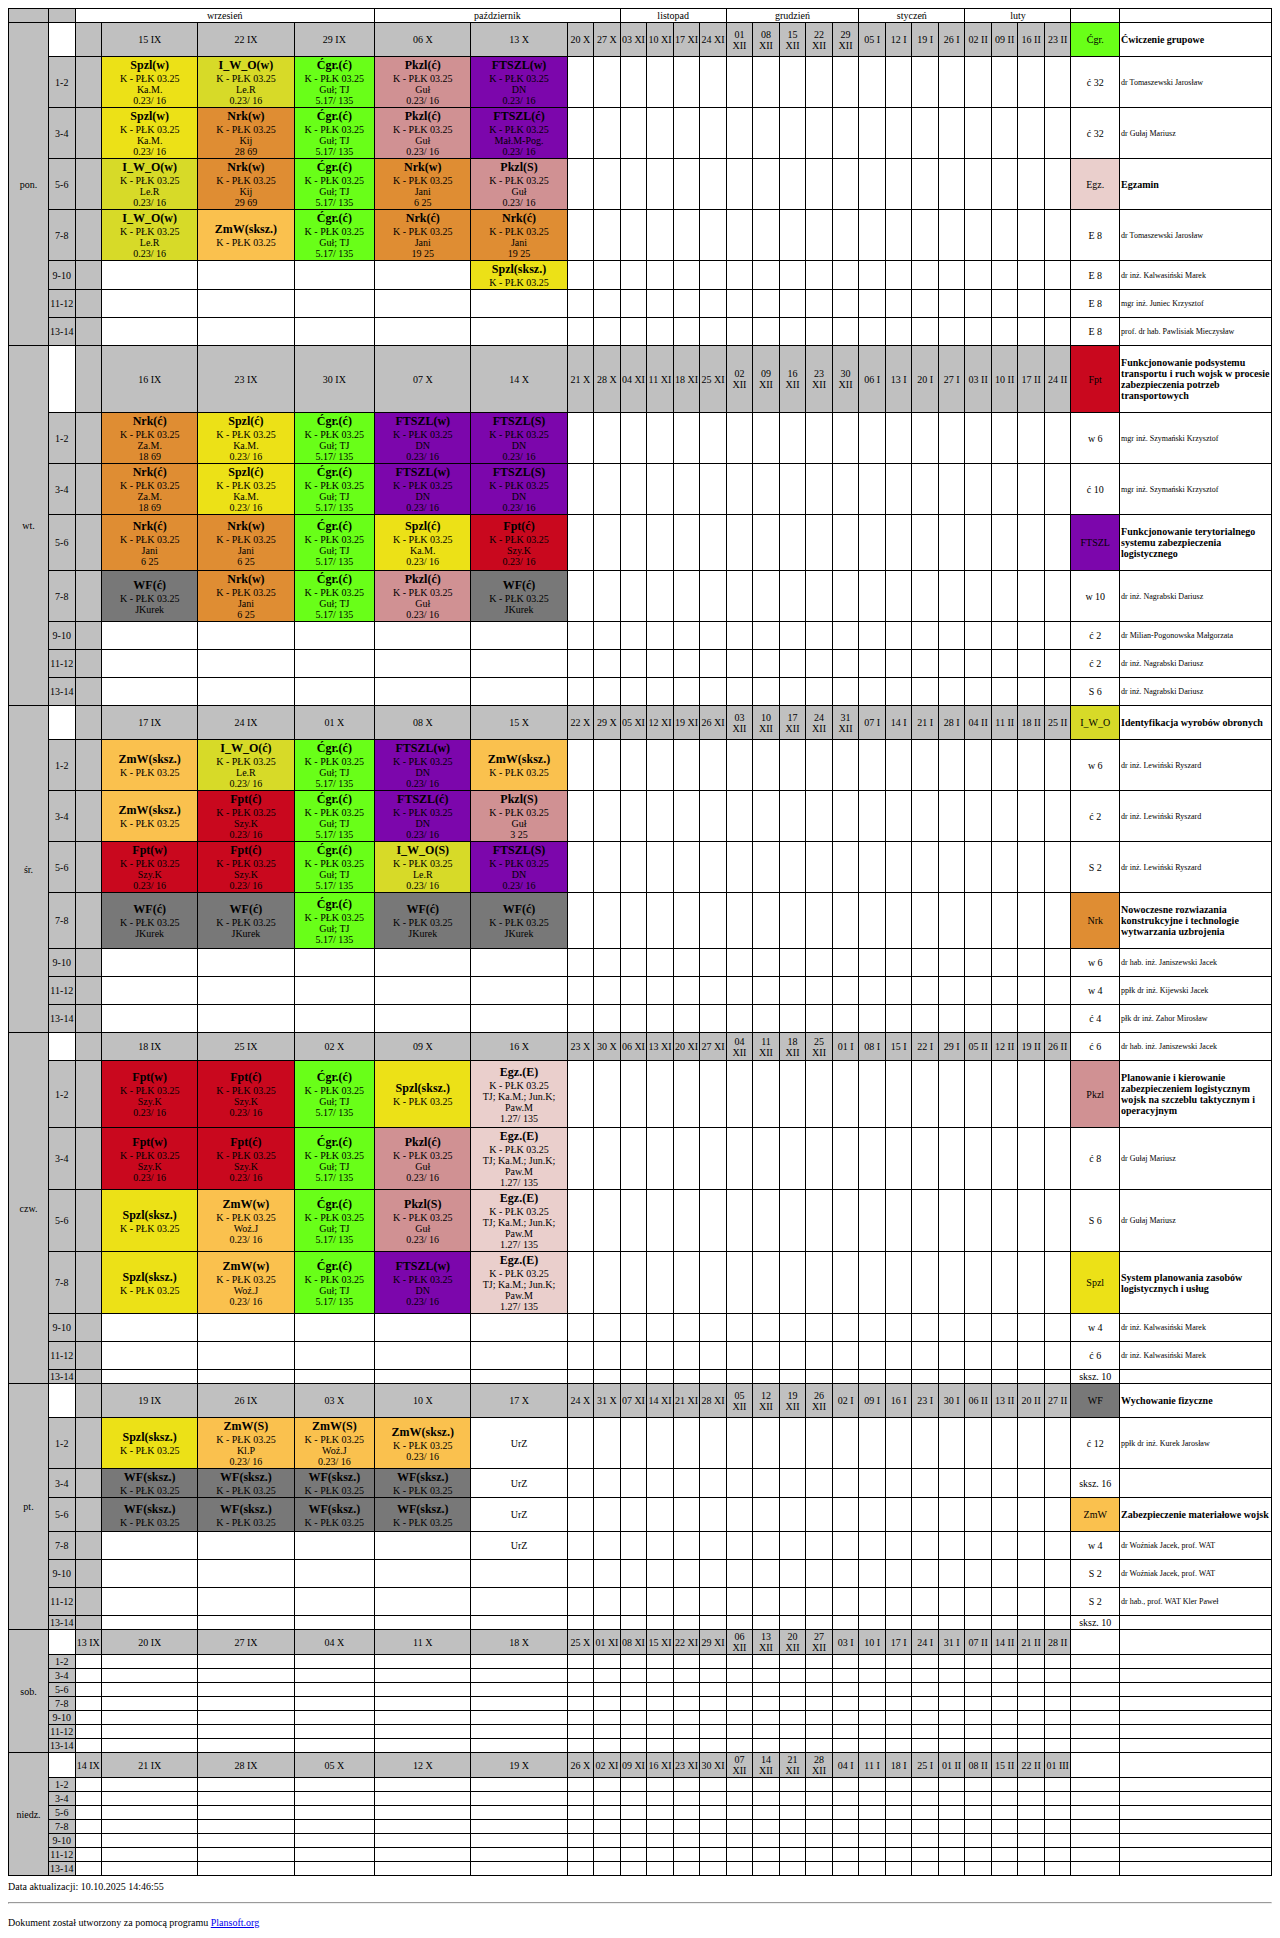 wrzesień październik listopad grudzień styczeń luty
pon. 15 IX 22 IX 29 IX 06 X 13 X 20 X 27 X 03 XI 10 XI 17 XI 24 XI 01 XII 08 XII 15 XII 22 XII 29 XII 05 I 12 I 19 I 26 I 02 II 09 II 16 II 23 II Ćgr. Ćwiczenie grupowe
1-2 Spzl(w) I_W_O(w) Ćgr.(ć) Pkzl(ć) FTSZL(w)
K - PŁK 03.25 K - PŁK 03.25 K - PŁK 03.25 K - PŁK 03.25 K - PŁK 03.25
Ka.M. Le.R Guł; TJ Guł DN
0.23/ 16 0.23/ 16 5.17/ 135 0.23/ 16 0.23/ 16
ć 32 dr Tomaszewski Jarosław
3-4 Spzl(w) Nrk(w) Ćgr.(ć) Pkzl(ć) FTSZL(ć)
K - PŁK 03.25 K - PŁK 03.25 K - PŁK 03.25 K - PŁK 03.25 K - PŁK 03.25
Ka.M. Kij Guł; TJ Guł Mał.M-Pog.
0.23/ 16 28 69 5.17/ 135 0.23/ 16 0.23/ 16
ć 32 dr Gułaj Mariusz
5-6 I_W_O(w) Nrk(w) Ćgr.(ć) Nrk(w) Pkzl(S)
K - PŁK 03.25 K - PŁK 03.25 K - PŁK 03.25 K - PŁK 03.25 K - PŁK 03.25
Le.R Kij Guł; TJ Jani Guł
0.23/ 16 29 69 5.17/ 135 6 25 0.23/ 16
Egz. Egzamin
7-8 I_W_O(w) ZmW(sksz.) Ćgr.(ć) Nrk(ć) Nrk(ć)
K - PŁK 03.25 K - PŁK 03.25 K - PŁK 03.25 K - PŁK 03.25 K - PŁK 03.25
Le.R Guł; TJ Jani Jani
0.23/ 16 5.17/ 135 19 25 19 25
E 8 dr Tomaszewski Jarosław
9-10 Spzl(sksz.)
K - PŁK 03.25
E 8 dr inż. Kalwasiński Marek
11-12 E 8 mgr inż. Juniec Krzysztof
13-14 E 8 prof. dr hab. Pawlisiak Mieczysław
wt. 16 IX 23 IX 30 IX 07 X 14 X 21 X 28 X 04 XI 11 XI 18 XI 25 XI 02 XII 09 XII 16 XII 23 XII 30 XII 06 I 13 I 20 I 27 I 03 II 10 II 17 II 24 II Fpt Funkcjonowanie podsystemu
transportu i ruch wojsk w procesie
zabezpieczenia potrzeb
transportowych
1-2 Nrk(ć) Spzl(ć) Ćgr.(ć) FTSZL(w) FTSZL(S)
K - PŁK 03.25 K - PŁK 03.25 K - PŁK 03.25 K - PŁK 03.25 K - PŁK 03.25
Za.M. Ka.M. Guł; TJ DN DN
18 69 0.23/ 16 5.17/ 135 0.23/ 16 0.23/ 16
w 6 mgr inż. Szymański Krzysztof
3-4 Nrk(ć) Spzl(ć) Ćgr.(ć) FTSZL(w) FTSZL(S)
K - PŁK 03.25 K - PŁK 03.25 K - PŁK 03.25 K - PŁK 03.25 K - PŁK 03.25
Za.M. Ka.M. Guł; TJ DN DN
18 69 0.23/ 16 5.17/ 135 0.23/ 16 0.23/ 16
ć 10 mgr inż. Szymański Krzysztof
5-6 Nrk(ć) Nrk(w) Ćgr.(ć) Spzl(ć) Fpt(ć)
K - PŁK 03.25 K - PŁK 03.25 K - PŁK 03.25 K - PŁK 03.25 K - PŁK 03.25
Jani Jani Guł; TJ Ka.M. Szy.K
6 25 6 25 5.17/ 135 0.23/ 16 0.23/ 16
FTSZL Funkcjonowanie terytorialnego
systemu zabezpieczenia
logistycznego
7-8 WF(ć) Nrk(w) Ćgr.(ć) Pkzl(ć) WF(ć)
K - PŁK 03.25 K - PŁK 03.25 K - PŁK 03.25 K - PŁK 03.25 K - PŁK 03.25
JKurek Jani Guł; TJ Guł JKurek
6 25 5.17/ 135 0.23/ 16
w 10 dr inż. Nagrabski Dariusz
9-10 ć 2 dr Milian-Pogonowska Małgorzata
11-12 ć 2 dr inż. Nagrabski Dariusz
13-14 S 6 dr inż. Nagrabski Dariusz
śr. 17 IX 24 IX 01 X 08 X 15 X 22 X 29 X 05 XI 12 XI 19 XI 26 XI 03 XII 10 XII 17 XII 24 XII 31 XII 07 I 14 I 21 I 28 I 04 II 11 II 18 II 25 II I_W_O Identyfikacja wyrobów obronych
1-2 ZmW(sksz.) I_W_O(ć) Ćgr.(ć) FTSZL(w) ZmW(sksz.)
K - PŁK 03.25 K - PŁK 03.25 K - PŁK 03.25 K - PŁK 03.25 K - PŁK 03.25
Le.R Guł; TJ DN
0.23/ 16 5.17/ 135 0.23/ 16
w 6 dr inż. Lewiński Ryszard
3-4 ZmW(sksz.) Fpt(ć) Ćgr.(ć) FTSZL(ć) Pkzl(S)
K - PŁK 03.25 K - PŁK 03.25 K - PŁK 03.25 K - PŁK 03.25 K - PŁK 03.25
Szy.K Guł; TJ DN Guł
0.23/ 16 5.17/ 135 0.23/ 16 3 25
ć 2 dr inż. Lewiński Ryszard
5-6 Fpt(w) Fpt(ć) Ćgr.(ć) I_W_O(S) FTSZL(S)
K - PŁK 03.25 K - PŁK 03.25 K - PŁK 03.25 K - PŁK 03.25 K - PŁK 03.25
Szy.K Szy.K Guł; TJ Le.R DN
0.23/ 16 0.23/ 16 5.17/ 135 0.23/ 16 0.23/ 16
S 2 dr inż. Lewiński Ryszard
7-8 WF(ć) WF(ć) Ćgr.(ć) WF(ć) WF(ć)
K - PŁK 03.25 K - PŁK 03.25 K - PŁK 03.25 K - PŁK 03.25 K - PŁK 03.25
JKurek JKurek Guł; TJ JKurek JKurek
5.17/ 135
Nrk Nowoczesne rozwiazania
konstrukcyjne i technologie
wytwarzania uzbrojenia
9-10 w 6 dr hab. inż. Janiszewski Jacek
11-12 w 4 ppłk dr inż. Kijewski Jacek
13-14 ć 4 płk dr inż. Zahor Mirosław
czw. 18 IX 25 IX 02 X 09 X 16 X 23 X 30 X 06 XI 13 XI 20 XI 27 XI 04 XII 11 XII 18 XII 25 XII 01 I 08 I 15 I 22 I 29 I 05 II 12 II 19 II 26 II ć 6 dr hab. inż. Janiszewski Jacek
1-2 Fpt(w) Fpt(ć) Ćgr.(ć) Spzl(sksz.) Egz.(E)
K - PŁK 03.25 K - PŁK 03.25 K - PŁK 03.25 K - PŁK 03.25 K - PŁK 03.25
Szy.K Szy.K Guł; TJ TJ; Ka.M.; Jun.K;
Paw.M
0.23/ 16 0.23/ 16 5.17/ 135 1.27/ 135
Pkzl Planowanie i kierowanie
zabezpieczeniem logistycznym
wojsk na szczeblu taktycznym i
operacyjnym
3-4 Fpt(w) Fpt(ć) Ćgr.(ć) Pkzl(ć) Egz.(E)
K - PŁK 03.25 K - PŁK 03.25 K - PŁK 03.25 K - PŁK 03.25 K - PŁK 03.25
Szy.K Szy.K Guł; TJ Guł TJ; Ka.M.; Jun.K;
Paw.M
0.23/ 16 0.23/ 16 5.17/ 135 0.23/ 16 1.27/ 135
ć 8 dr Gułaj Mariusz
5-6 Spzl(sksz.) ZmW(w) Ćgr.(ć) Pkzl(S) Egz.(E)
K - PŁK 03.25 K - PŁK 03.25 K - PŁK 03.25 K - PŁK 03.25 K - PŁK 03.25
Woź.J Guł; TJ Guł TJ; Ka.M.; Jun.K;
Paw.M
0.23/ 16 5.17/ 135 0.23/ 16 1.27/ 135
S 6 dr Gułaj Mariusz
7-8 Spzl(sksz.) ZmW(w) Ćgr.(ć) FTSZL(w) Egz.(E)
K - PŁK 03.25 K - PŁK 03.25 K - PŁK 03.25 K - PŁK 03.25 K - PŁK 03.25
Woź.J Guł; TJ DN TJ; Ka.M.; Jun.K;
Paw.M
0.23/ 16 5.17/ 135 0.23/ 16 1.27/ 135
Spzl System planowania zasobów
logistycznych i usług
9-10 w 4 dr inż. Kalwasiński Marek
11-12 ć 6 dr inż. Kalwasiński Marek
13-14 sksz. 10
pt. 19 IX 26 IX 03 X 10 X 17 X 24 X 31 X 07 XI 14 XI 21 XI 28 XI 05 XII 12 XII 19 XII 26 XII 02 I 09 I 16 I 23 I 30 I 06 II 13 II 20 II 27 II WF Wychowanie fizyczne
1-2 Spzl(sksz.) ZmW(S) ZmW(S) ZmW(sksz.) UrZ
K - PŁK 03.25 K - PŁK 03.25 K - PŁK 03.25 K - PŁK 03.25
Kl.P Woź.J
0.23/ 16 0.23/ 16 0.23/ 16
ć 12 ppłk dr inż. Kurek Jarosław
3-4 WF(sksz.) WF(sksz.) WF(sksz.) WF(sksz.) UrZ
K - PŁK 03.25 K - PŁK 03.25 K - PŁK 03.25 K - PŁK 03.25
sksz. 16
5-6 WF(sksz.) WF(sksz.) WF(sksz.) WF(sksz.) UrZ
K - PŁK 03.25 K - PŁK 03.25 K - PŁK 03.25 K - PŁK 03.25
ZmW Zabezpieczenie materiałowe wojsk
7-8 UrZ w 4 dr Woźniak Jacek, prof. WAT
9-10 S 2 dr Woźniak Jacek, prof. WAT
11-12 S 2 dr hab., prof. WAT Kler Paweł
13-14 sksz. 10
sob. 13 IX 20 IX 27 IX 04 X 11 X 18 X 25 X 01 XI 08 XI 15 XI 22 XI 29 XI 06 XII 13 XII 20 XII 27 XII 03 I 10 I 17 I 24 I 31 I 07 II 14 II 21 II 28 II
1-2
3-4
5-6
7-8
9-10
11-12
13-14
niedz. 14 IX 21 IX 28 IX 05 X 12 X 19 X 26 X 02 XI 09 XI 16 XI 23 XI 30 XI 07 XII 14 XII 21 XII 28 XII 04 I 11 I 18 I 25 I 01 II 08 II 15 II 22 II 01 III
1-2
3-4
5-6
7-8
9-10
11-12
13-14
Data aktualizacji: 10.10.2025 14:46:55
Dokument został utworzony za pomocą programu Plansoft.org